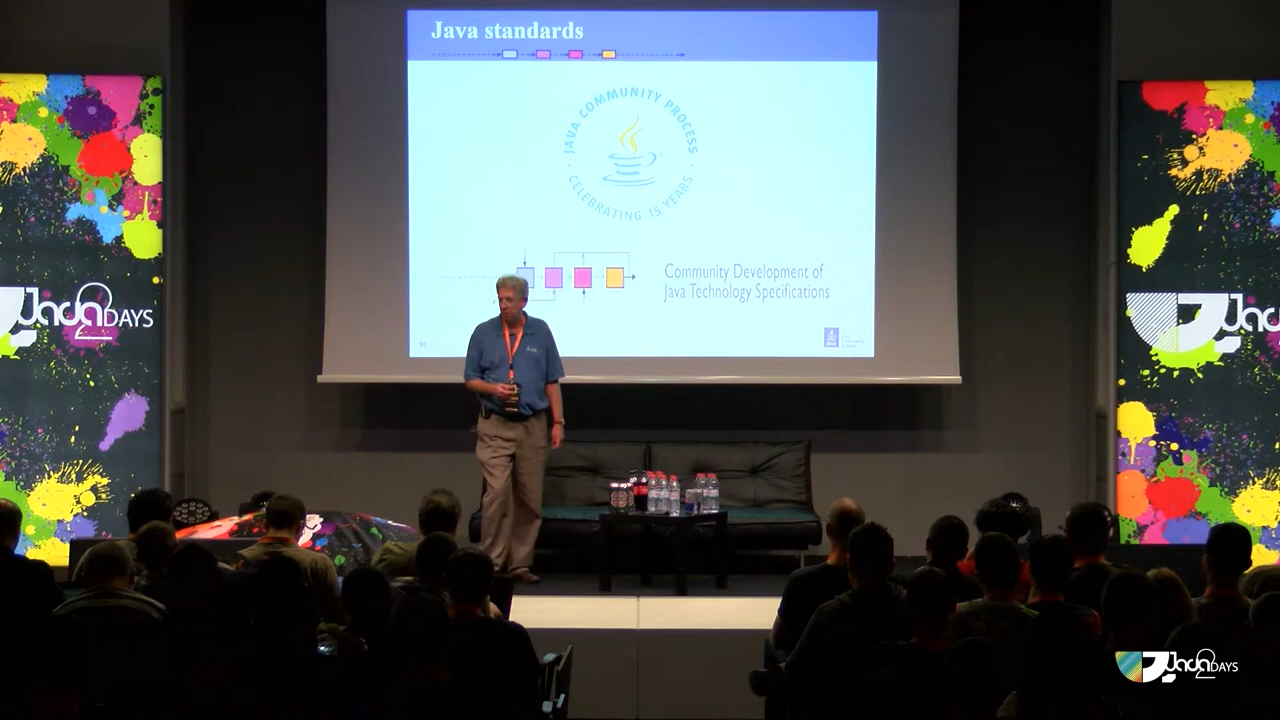 Java standards
JAVA COMMUNITY PROCESS
CELEBRATING 15 YEARS
Community Development of
Java Technology Specifications
Java2DAYS
Java2DAYS